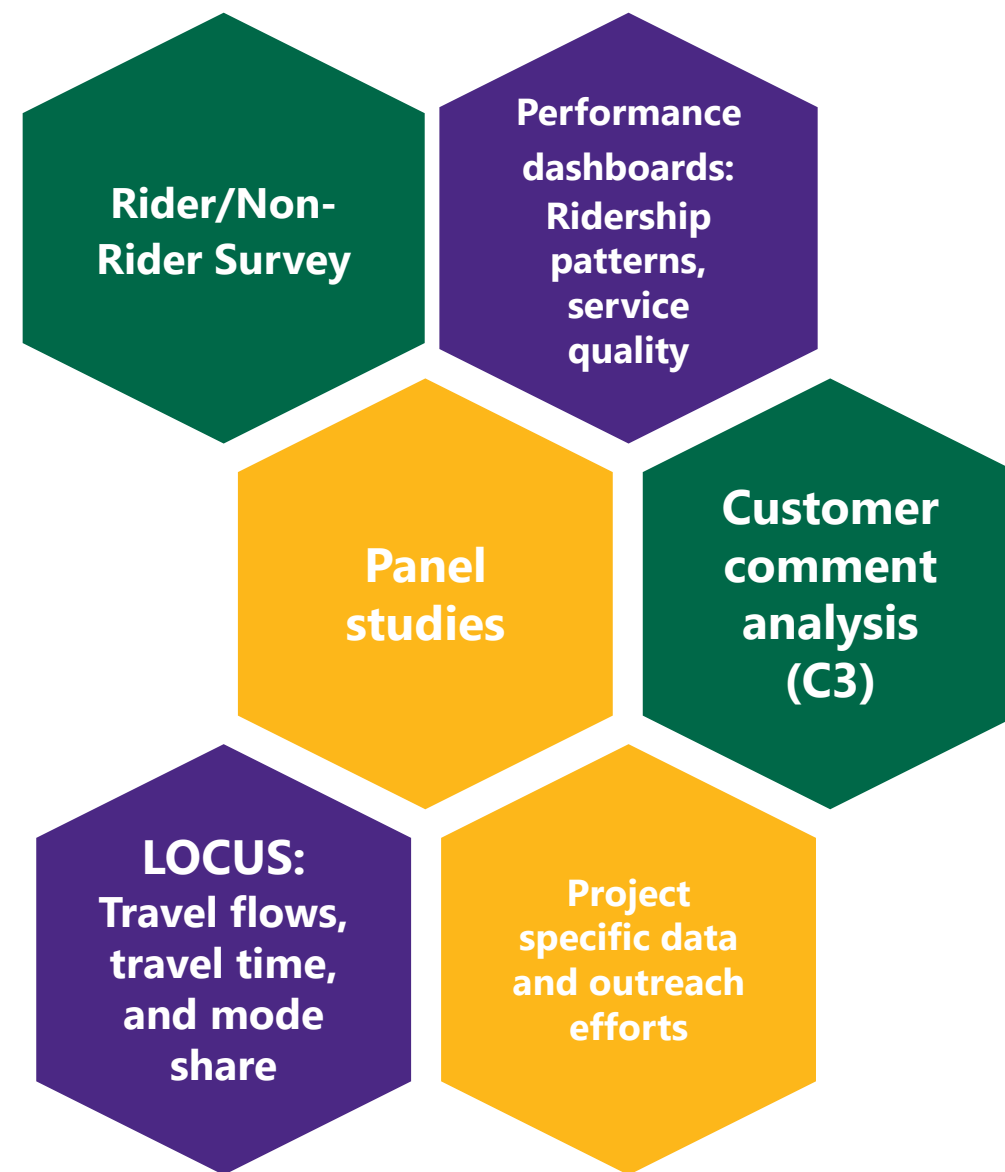 Rider/Non-
Rider Survey
Performance
dashboards:
Ridership
patterns,
service
quality
Panel
studies
Customer
comment
analysis
(C3)
LOCUS:
Travel flows,
travel time,
and mode
share
Project
specific data
and outreach
efforts